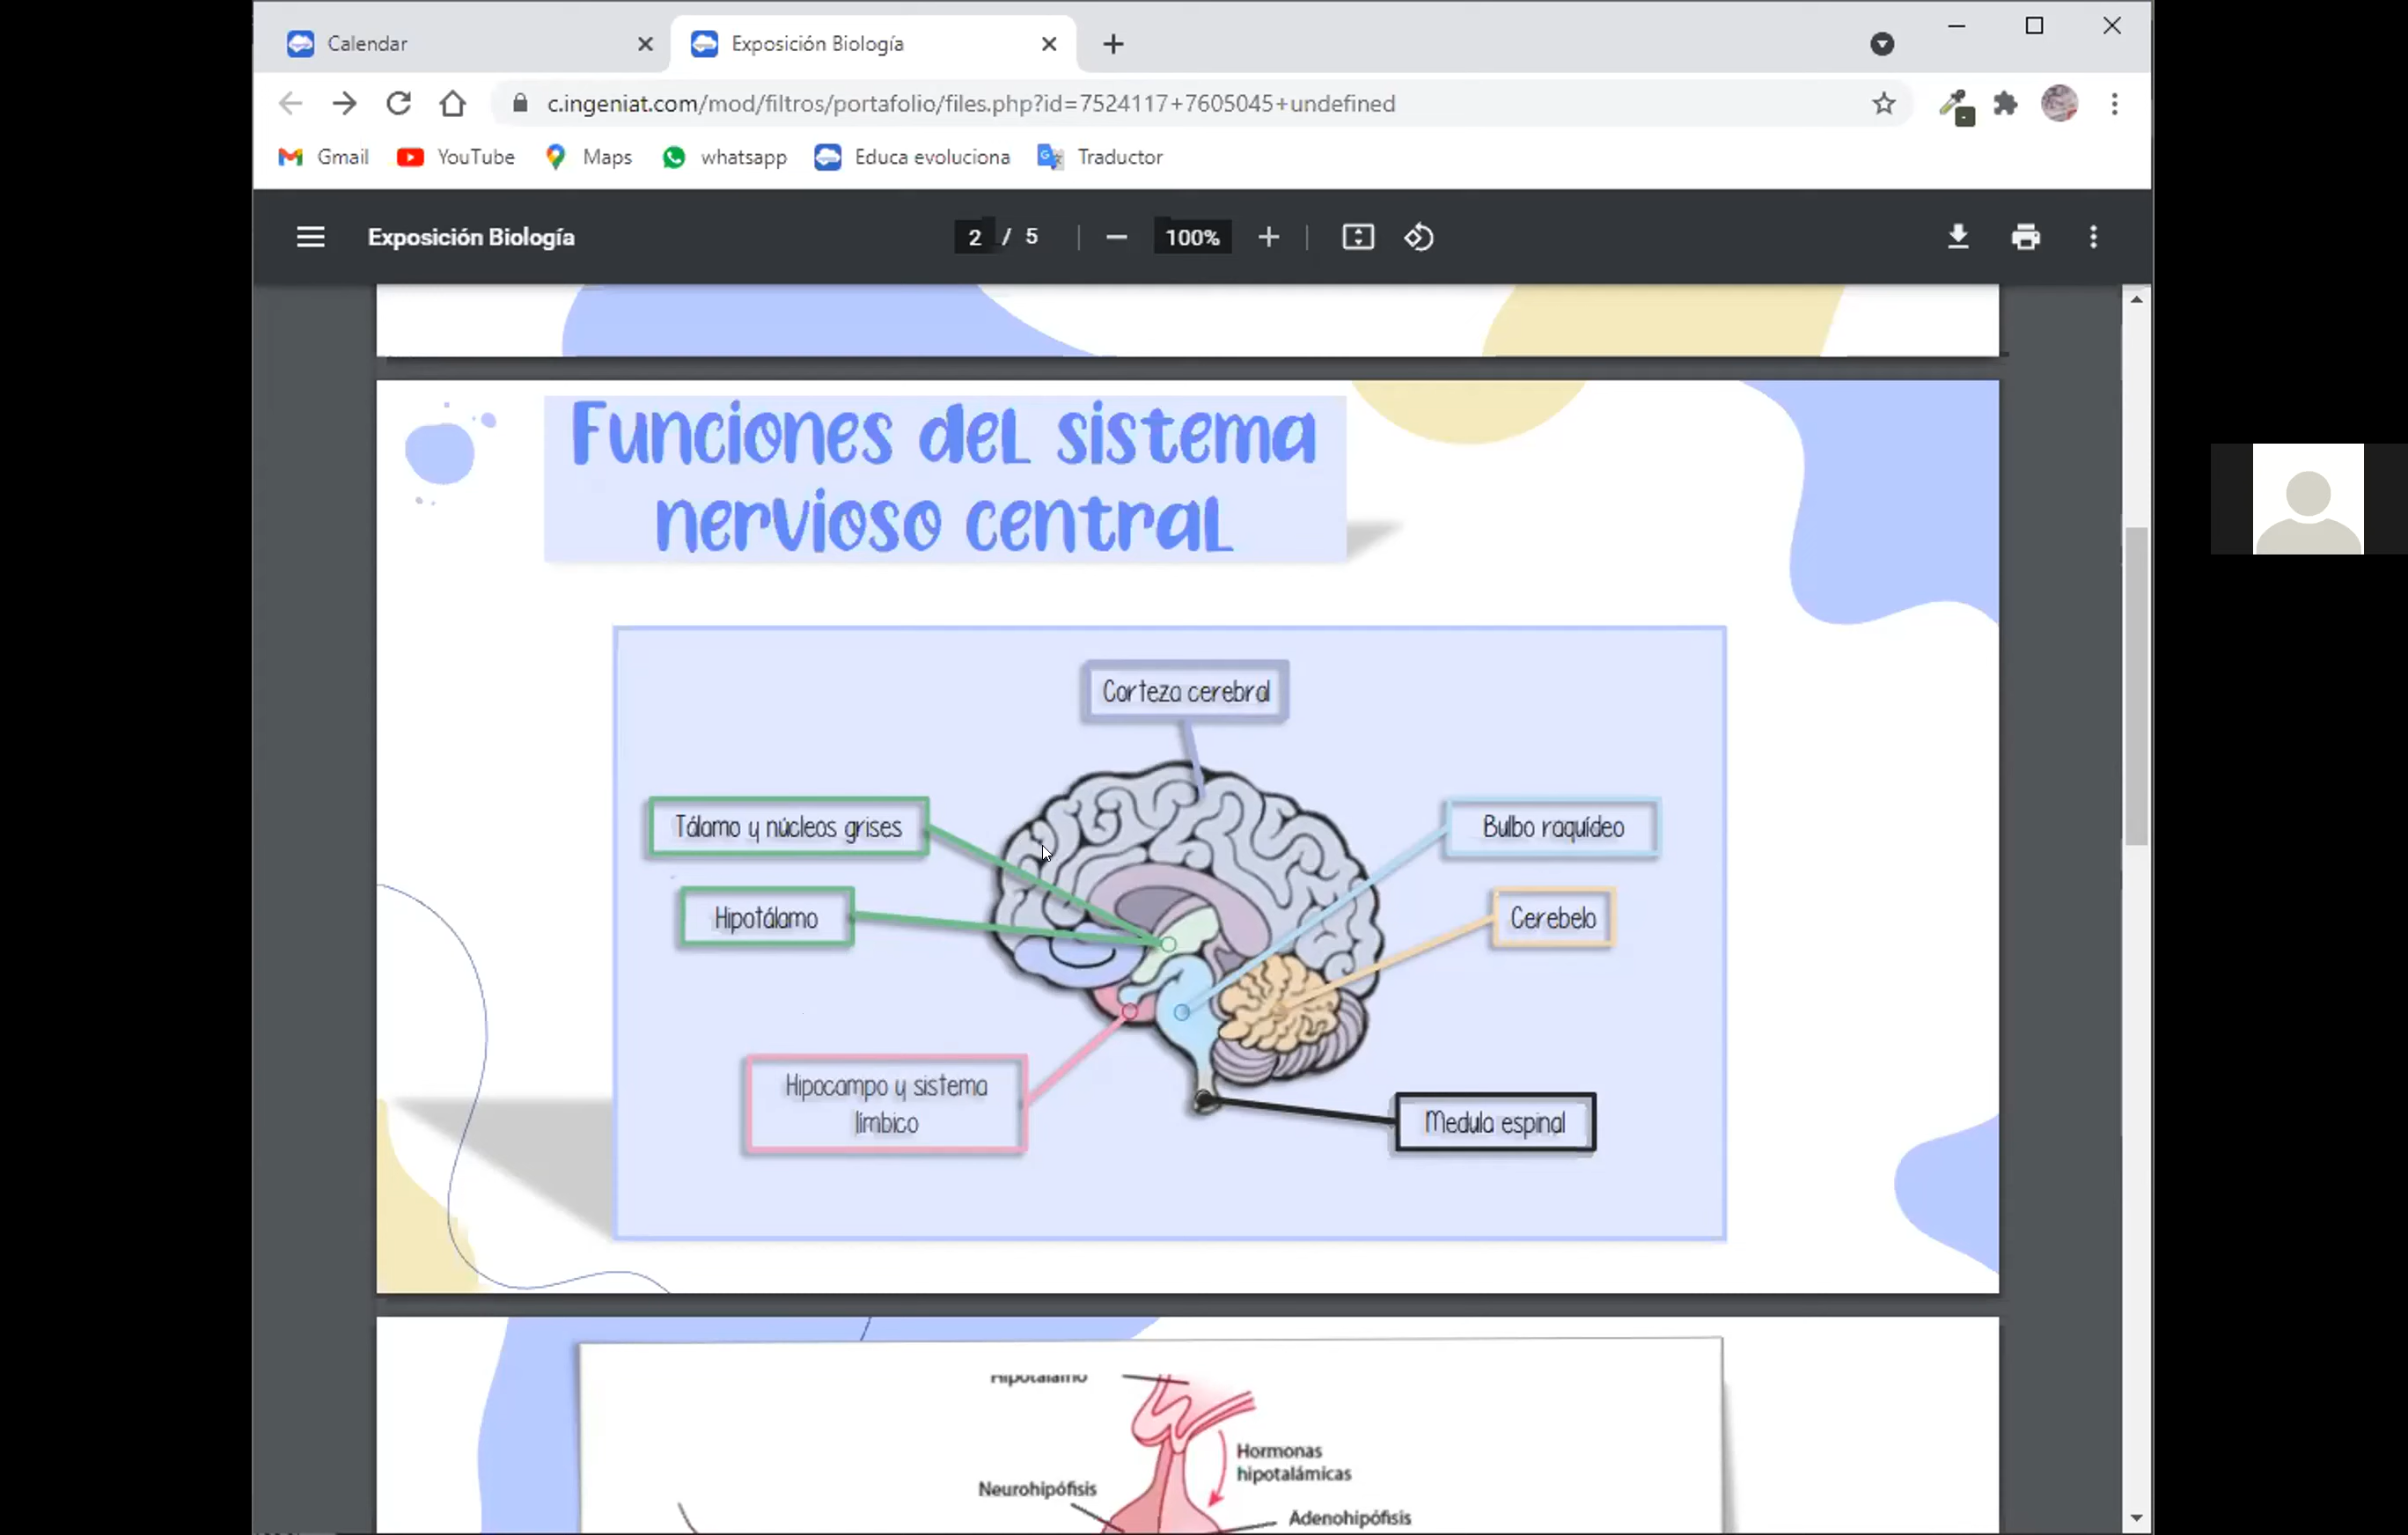 Calendar
Exposición Biología
c.ingeniat.com/mod/filtros/portafolio/files.php?id=7524117+7605045+undefined
Gmail
YouTube
Maps
whatsapp
Educa evoluciona
Traductor
Exposición Biología
2 / 5
100%
Funciones del sistema
nervioso central
Corteza cerebral
Tálamo y núcleos grises
Bulbo raquídeo
Hipotálamo
Cerebelo
Hipocampo y sistema
límbico
Medula espinal
Hipotálamo
Hormonas
hipotalámicas
Neurohipófisis
Adenohipófisis